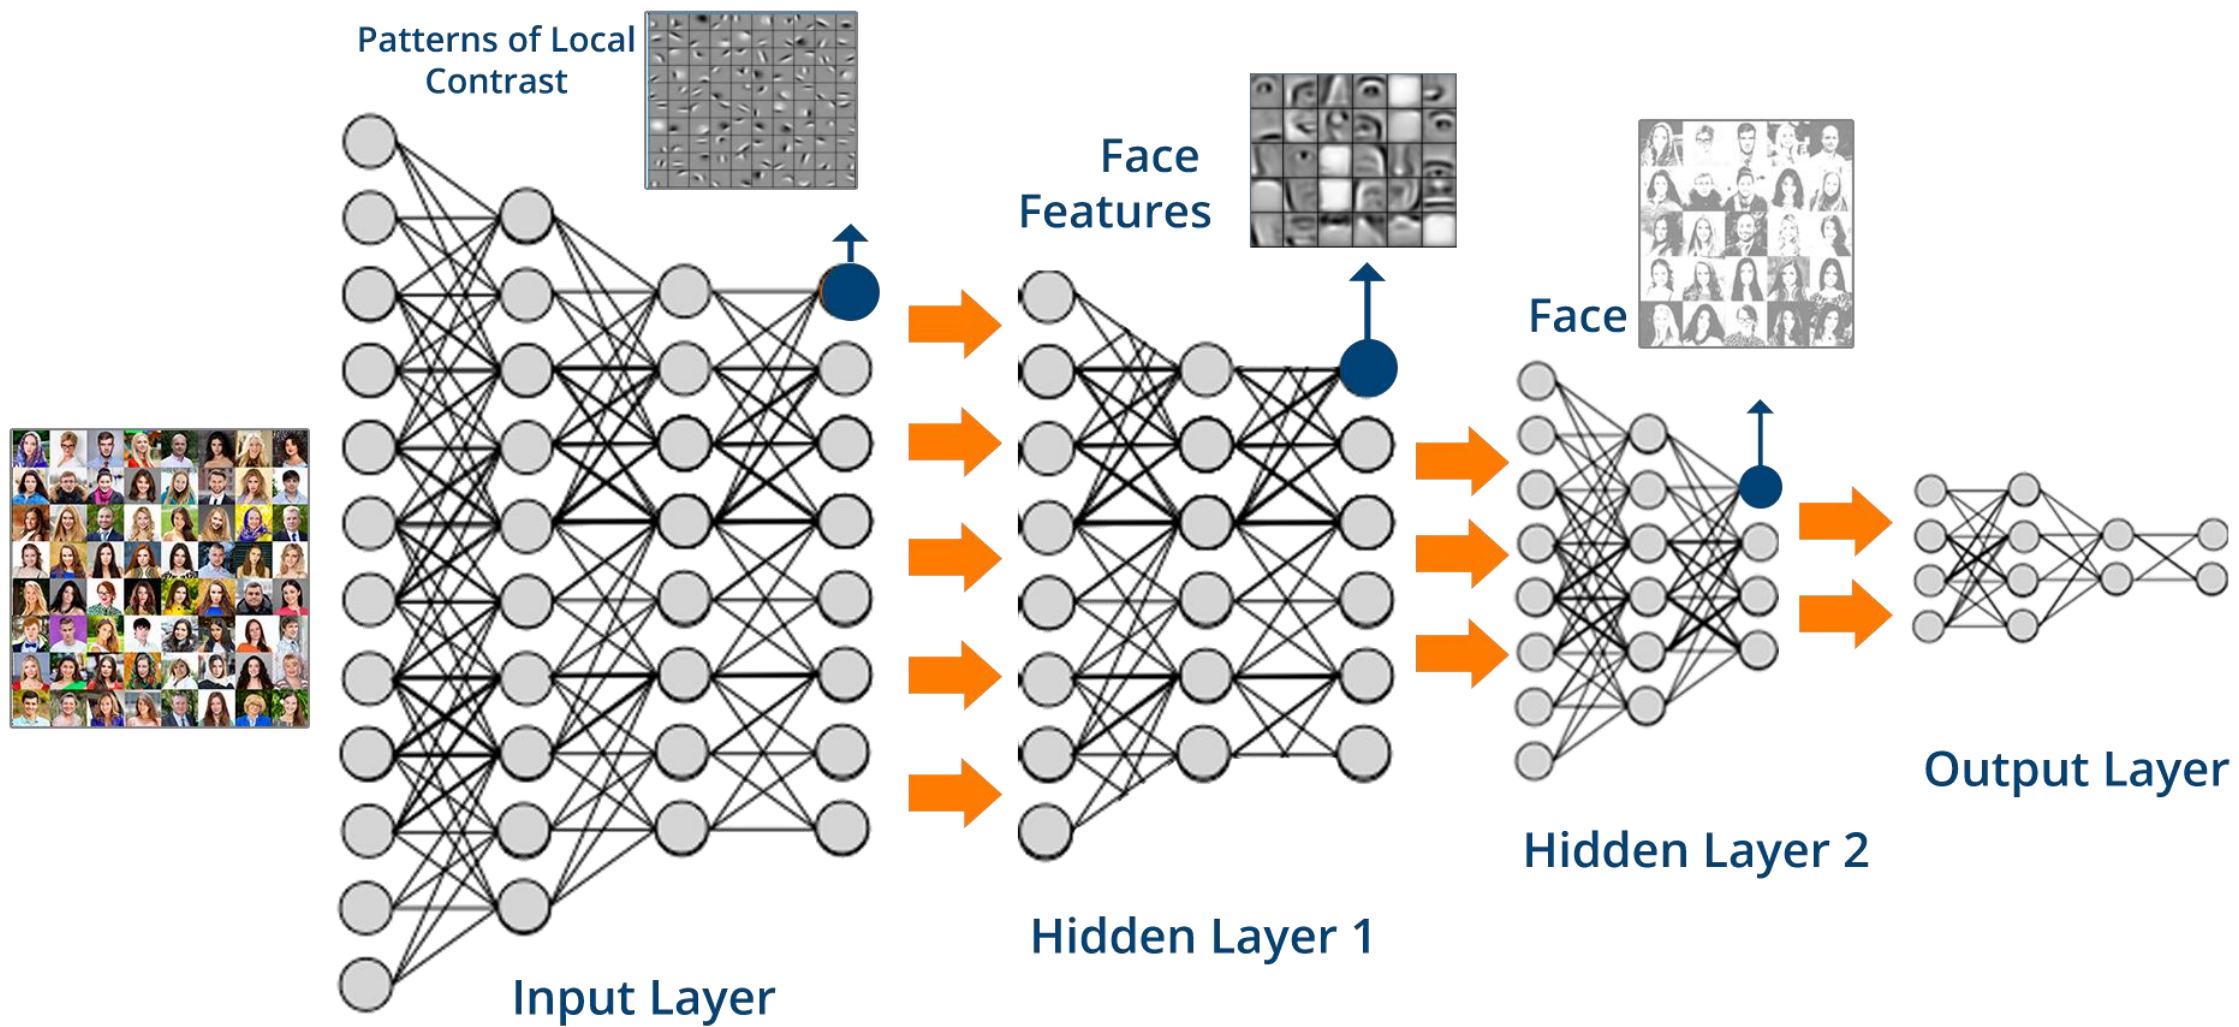 Patterns of Local
Contrast
Face
Features
Face
Input Layer
Hidden Layer 1
Hidden Layer 2
Output Layer